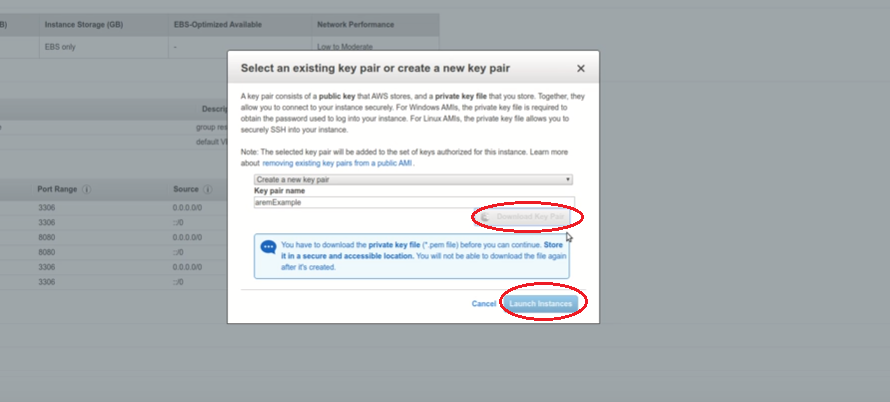 B) Instance Storage (GB) EBS-Optimized Available Network Performance
EBS only - Low to Moderate
Select an existing key pair or create a new key pair
A key pair consists of a public key that AWS stores, and a private key file that you store. Together, they
allow you to connect to your instance securely. For Windows AMIs, the private key file is required to
obtain the password used to log into your instance. For Linux AMIs, the private key file allows you to
securely SSH into your instance.
Note: The selected key pair will be added to the set of keys authorized for this instance. Learn more
about removing existing key pairs from a public AMI.
Create a new key pair
Key pair name
aremExample
Download Key Pair
You have to download the private key file (*.pem file) before you can continue. Store
it in a secure and accessible location. You will not be able to download the file again
after it's created.
Cancel Launch Instances
Descrip
group res
default VP
Port Range Source
3306 0.0.0.0/0
3306 ::/0
8080 0.0.0.0/0
8080 ::/0
3306 0.0.0.0/0
3306 ::/0